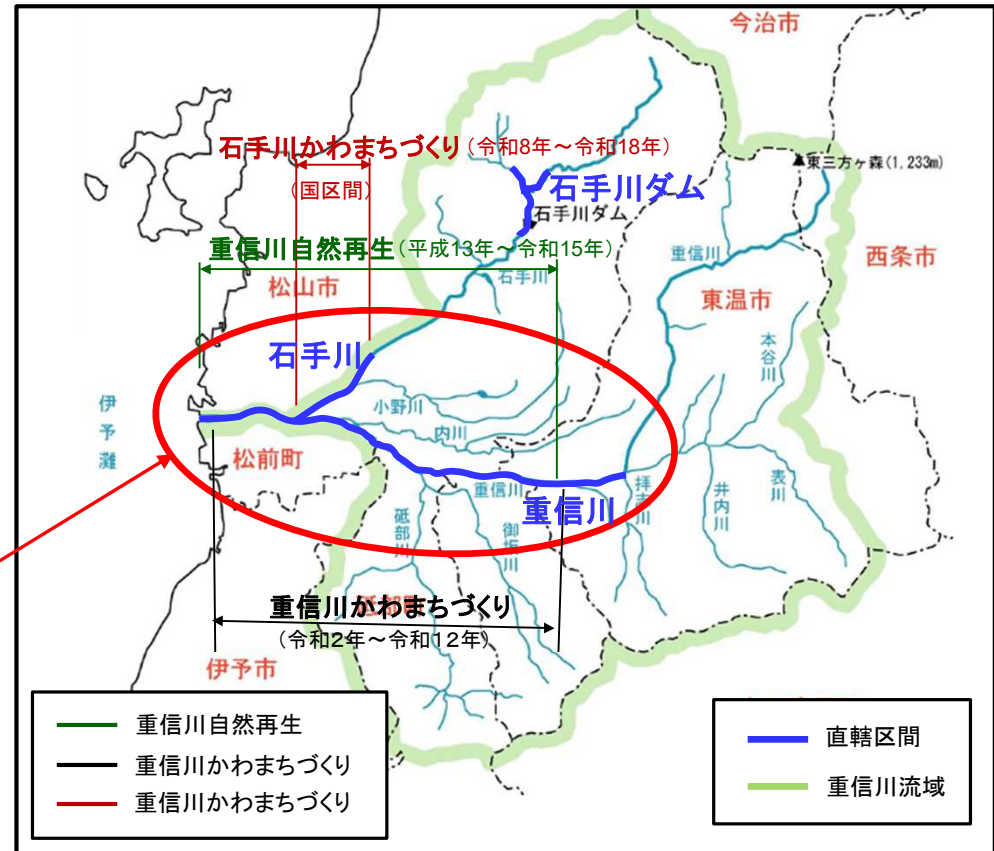 今治市
石手川かわまちづくり(令和8年～令和18年)
(国区間)
東三方ヶ森(1,233m)
石手川ダム
石手川ダム
重信川自然再生(平成13年～令和15年)
重信川
西条市
石手川
松山市
東温市
本谷川
石手川
伊予灘
小野川
内川
松前町
重信川
重信川
拝志川
井内川
表川
砥部川
御坂川
重信川かわまちづくり
(令和2年～令和12年)
伊予市
重信川自然再生
重信川かわまちづくり
重信川かわまちづくり
直轄区間
重信川流域